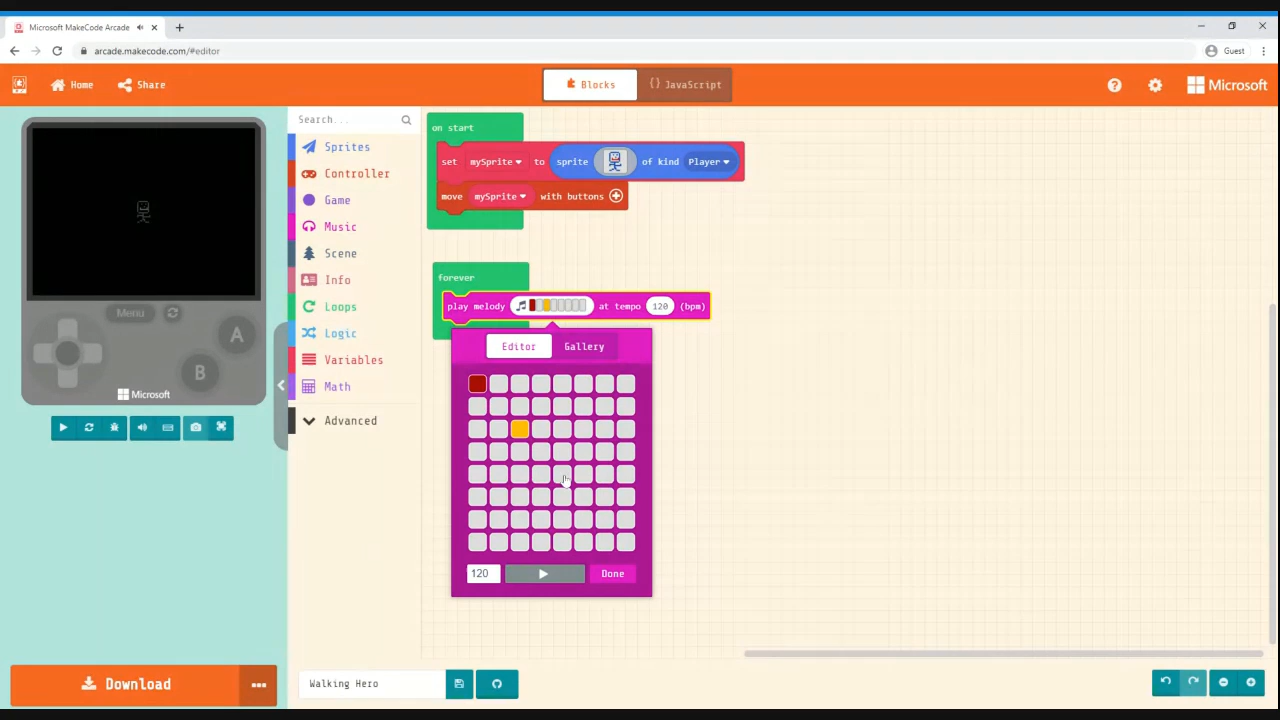 Microsoft MakeCode Arcade
arcade.makecode.com/#editor
Guest
Home
Share
Blocks
{} JavaScript
Microsoft
Search...
Sprites
Controller
Game
Music
Scene
Info
Loops
Logic
Variables
Math
Advanced
Menu
A
B
Microsoft
on start
set mySprite to sprite of kind Player
move mySprite with buttons
forever
play melody at tempo 120 (bpm)
Editor
Gallery
120
Done
Download
Walking Hero